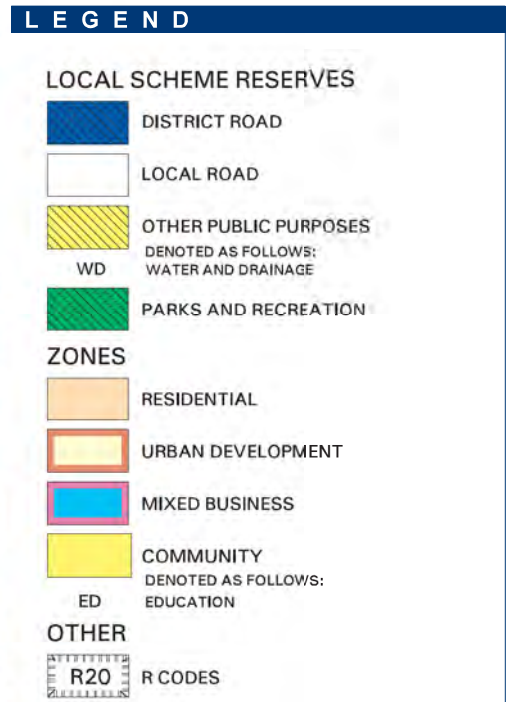 LEGEND
LOCAL SCHEME RESERVES
DISTRICT ROAD
LOCAL ROAD
OTHER PUBLIC PURPOSES
DENOTED AS FOLLOWS:
WD WATER AND DRAINAGE
PARKS AND RECREATION
ZONES
RESIDENTIAL
URBAN DEVELOPMENT
MIXED BUSINESS
COMMUNITY
DENOTED AS FOLLOWS:
ED EDUCATION
OTHER
R20 R CODES